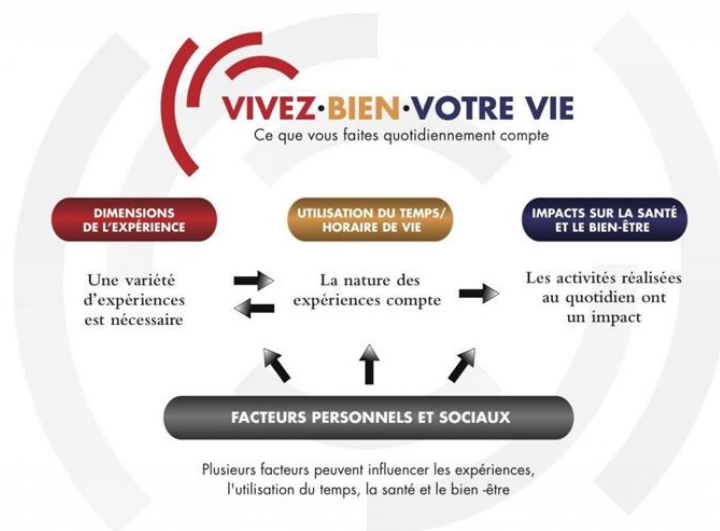 VIVEZ·BIEN·VOTRE VIE
Ce que vous faites quotidiennement compte
DIMENSIONS
DE L'EXPÉRIENCE
Une variété
d'expériences
est nécessaire
UTILISATION DU TEMPS/
HORAIRE DE VIE
La nature des
expériences compte
IMPACTS SUR LA SANTÉ
ET LE BIEN-ÊTRE
Les activités réalisées
au quotidien ont
un impact
FACTEURS PERSONNELS ET SOCIAUX
Plusieurs facteurs peuvent influencer les expériences,
l'utilisation du temps, la santé et le bien -être